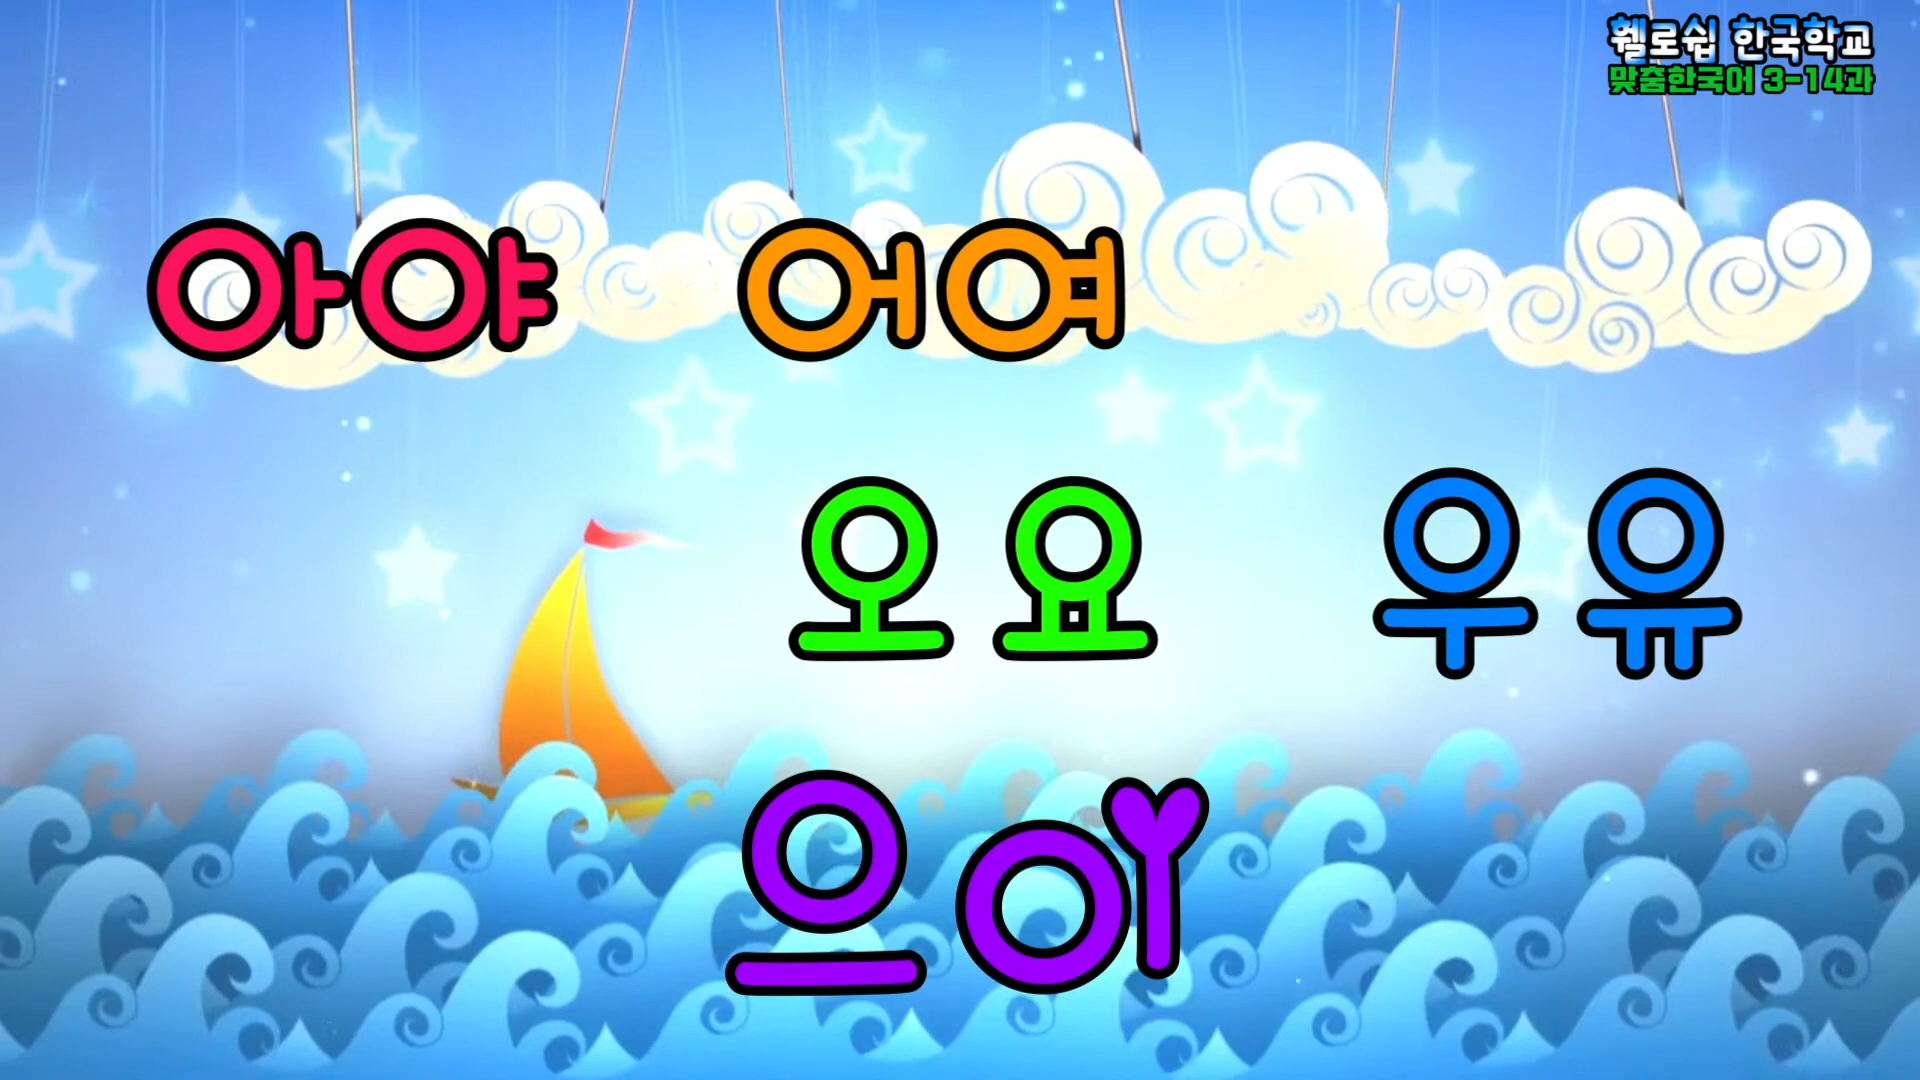 휄로쉽 한국학교
맞춤한국어 3-14과
아야 어여
오요 우유
으이